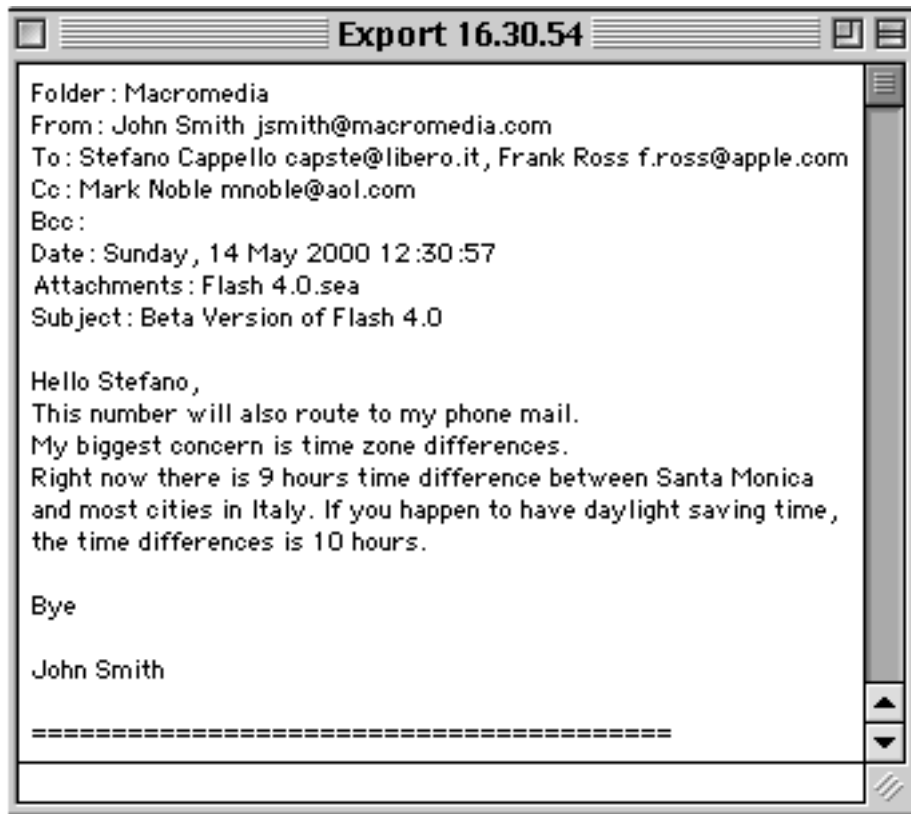 Export 16.30.54
Folder: Macromedia
From: John Smith jsmith@macromedia.com
To: Stefano Cappello capste@libero.it, Frank Ross f.ross@apple.com
Cc: Mark Noble mnoble@aol.com
Bcc:
Date: Sunday, 14 May 2000 12:30:57
Attachments: Flash 4.0.sea
Subject: Beta Version of Flash 4.0
Hello Stefano,
This number will also route to my phone mail.
My biggest concern is time zone differences.
Right now there is 9 hours time difference between Santa Monica
and most cities in Italy. If you happen to have daylight saving time,
the time differences is 10 hours.
Bye
John Smith
========================================